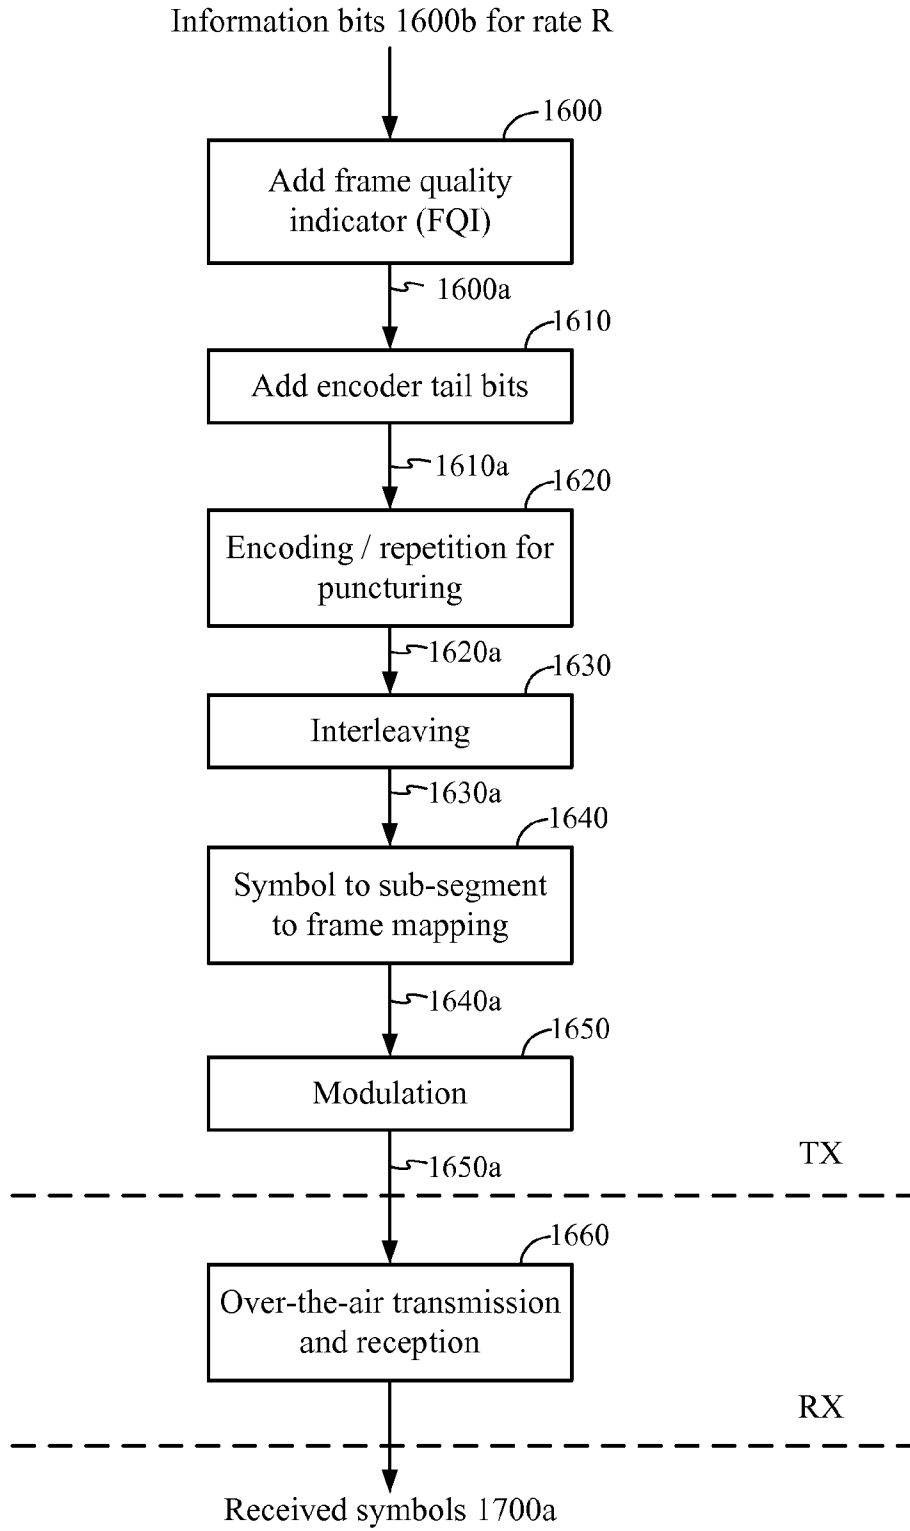 Information bits 1600b for rate R
1600
Add frame quality
indicator (FQI)
1600a
1610
Add encoder tail bits
1610a
1620
Encoding / repetition for
puncturing
1620a
1630
Interleaving
1630a
1640
Symbol to sub-segment
to frame mapping
1640a
1650
Modulation
TX
1650a
1660
Over-the-air transmission
and reception
RX
Received symbols 1700a